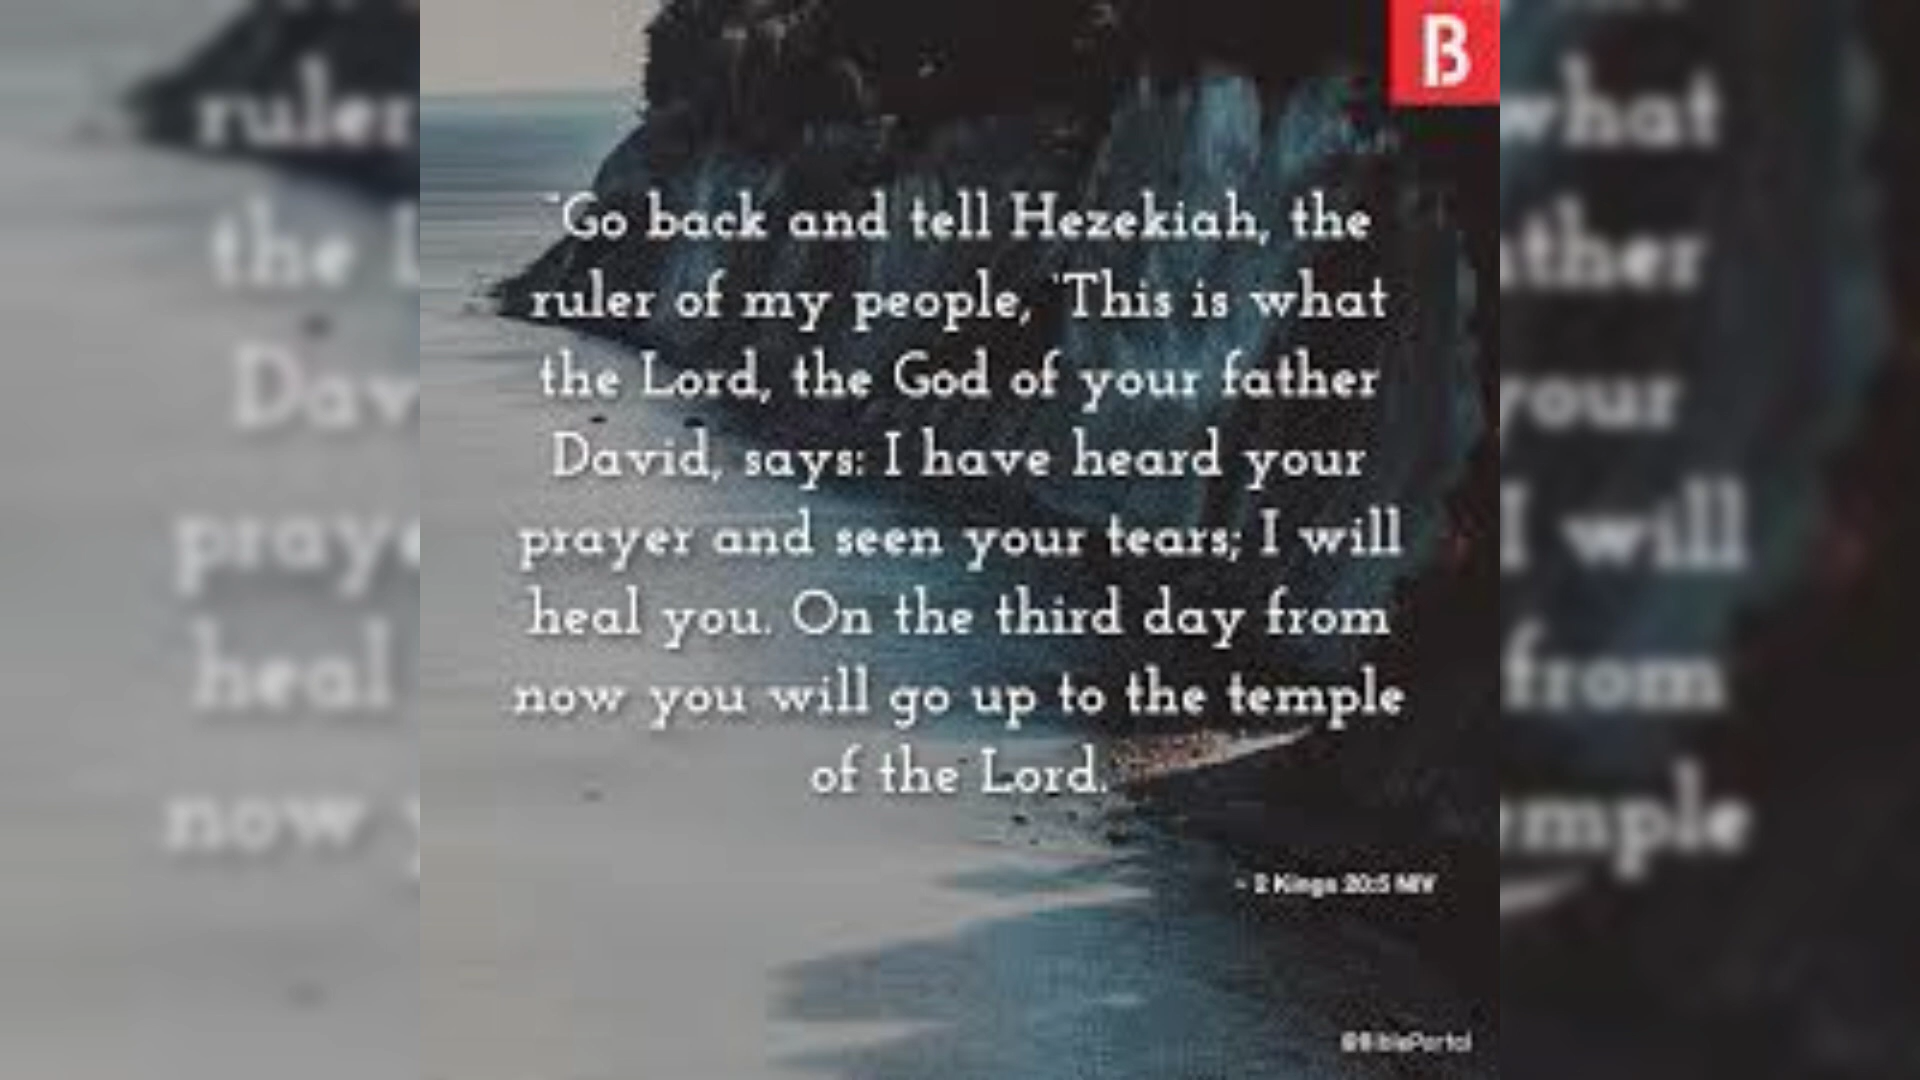 B
"Go back and tell Hezekiah, the
ruler of my people, 'This is what
the Lord, the God of your father
David, says: I have heard your
prayer and seen your tears; I will
heal you. On the third day from
now you will go up to the temple
of the Lord.
- 2 Kings 20:5 NIV
@BiblePortal